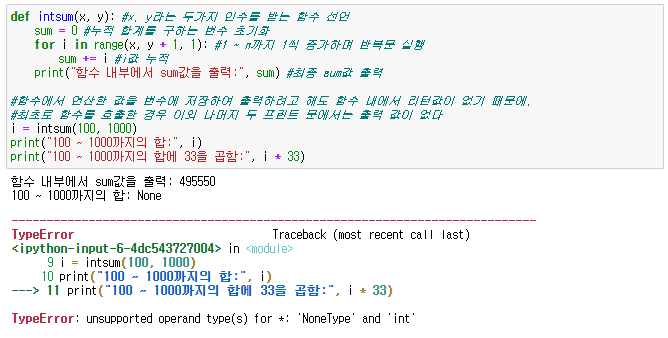 def intsum(x, y): #x, y라는 두가지 인수를 받는 함수 선언
    sum = 0 #누적 합계를 구하는 변수 초기화
    for i in range(x, y + 1, 1): #1 ~ n까지 1씩 증가하며 반복문 실행
        sum += i #i값 누적
    print("함수 내부에서 sum값을 출력:", sum) #최종 sum값 출력

#함수에서 연산한 값을 변수에 저장하여 출력하려고 해도 함수 내에서 리턴값이 없기 때문에,
#최초로 함수를 호출한 경우 이외 나머지 두 프린트 문에서는 출력 값이 없다
i = intsum(100, 1000)
print("100 ~ 1000까지의 합:", i)
print("100 ~ 1000까지의 합에 33을 곱함:", i * 33)
함수 내부에서 sum값을 출력: 495550
100 ~ 1000까지의 합: None
---------------------------------------------------------------------------
TypeError Traceback (most recent call last)
<ipython-input-6-4dc543727004> in <module>
      9 i = intsum(100, 1000)
     10 print("100 ~ 1000까지의 합:", i)
---> 11 print("100 ~ 1000까지의 합에 33을 곱함:", i * 33)

TypeError: unsupported operand type(s) for *: 'NoneType' and 'int'